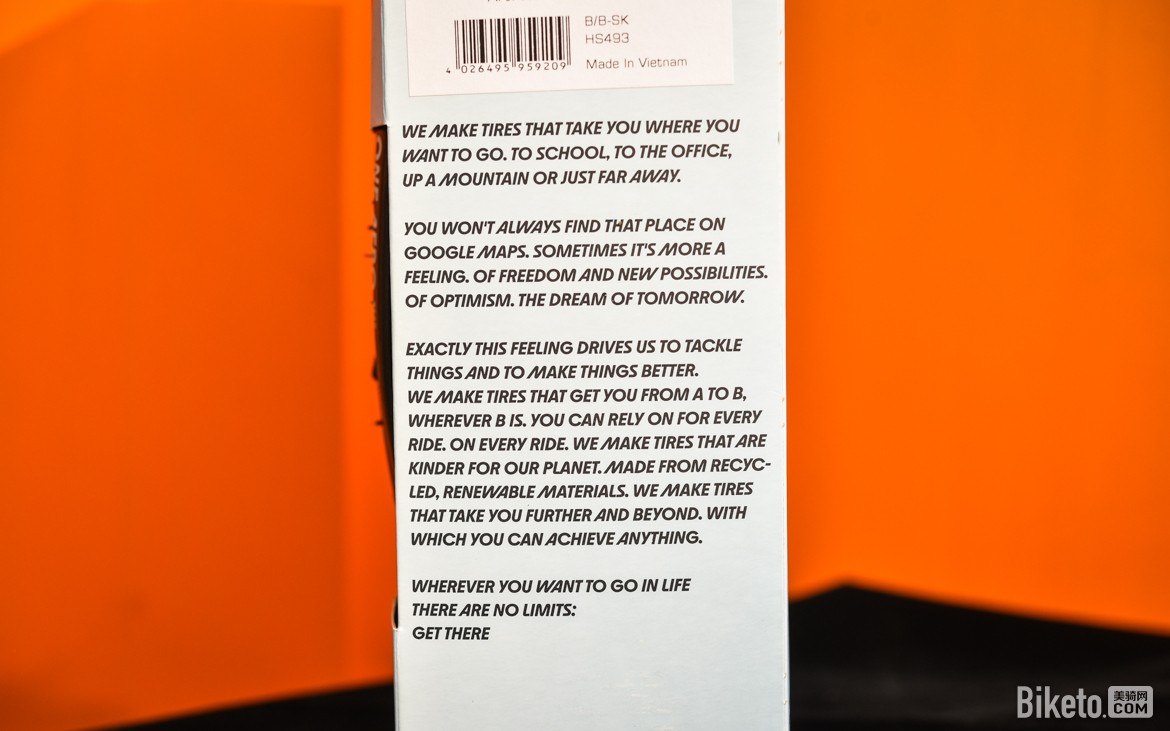 B/B-SK
HS493
4 026495 959209
Made In Vietnam
WE MAKE TIRES THAT TAKE YOU WHERE YOU
WANT TO GO. TO SCHOOL, TO THE OFFICE,
UP A MOUNTAIN OR JUST FAR AWAY.
YOU WON'T ALWAYS FIND THAT PLACE ON
GOOGLE MAPS. SOMETIMES IT'S MORE A
FEELING. OF FREEDOM AND NEW POSSIBILITIES.
OF OPTIMISM. THE DREAM OF TOMORROW.
EXACTLY THIS FEELING DRIVES US TO TACKLE
THINGS AND TO MAKE THINGS BETTER.
WE MAKE TIRES THAT GET YOU FROM A TO B,
WHEREVER B IS. YOU CAN RELY ON FOR EVERY
RIDE. ON EVERY RIDE. WE MAKE TIRES THAT ARE
KINDER FOR OUR PLANET. MADE FROM RECYC-
LED, RENEWABLE MATERIALS. WE MAKE TIRES
THAT TAKE YOU FURTHER AND BEYOND. WITH
WHICH YOU CAN ACHIEVE ANYTHING.
WHEREVER YOU WANT TO GO IN LIFE
THERE ARE NO LIMITS:
GET THERE
Biketo.美骑网.COM